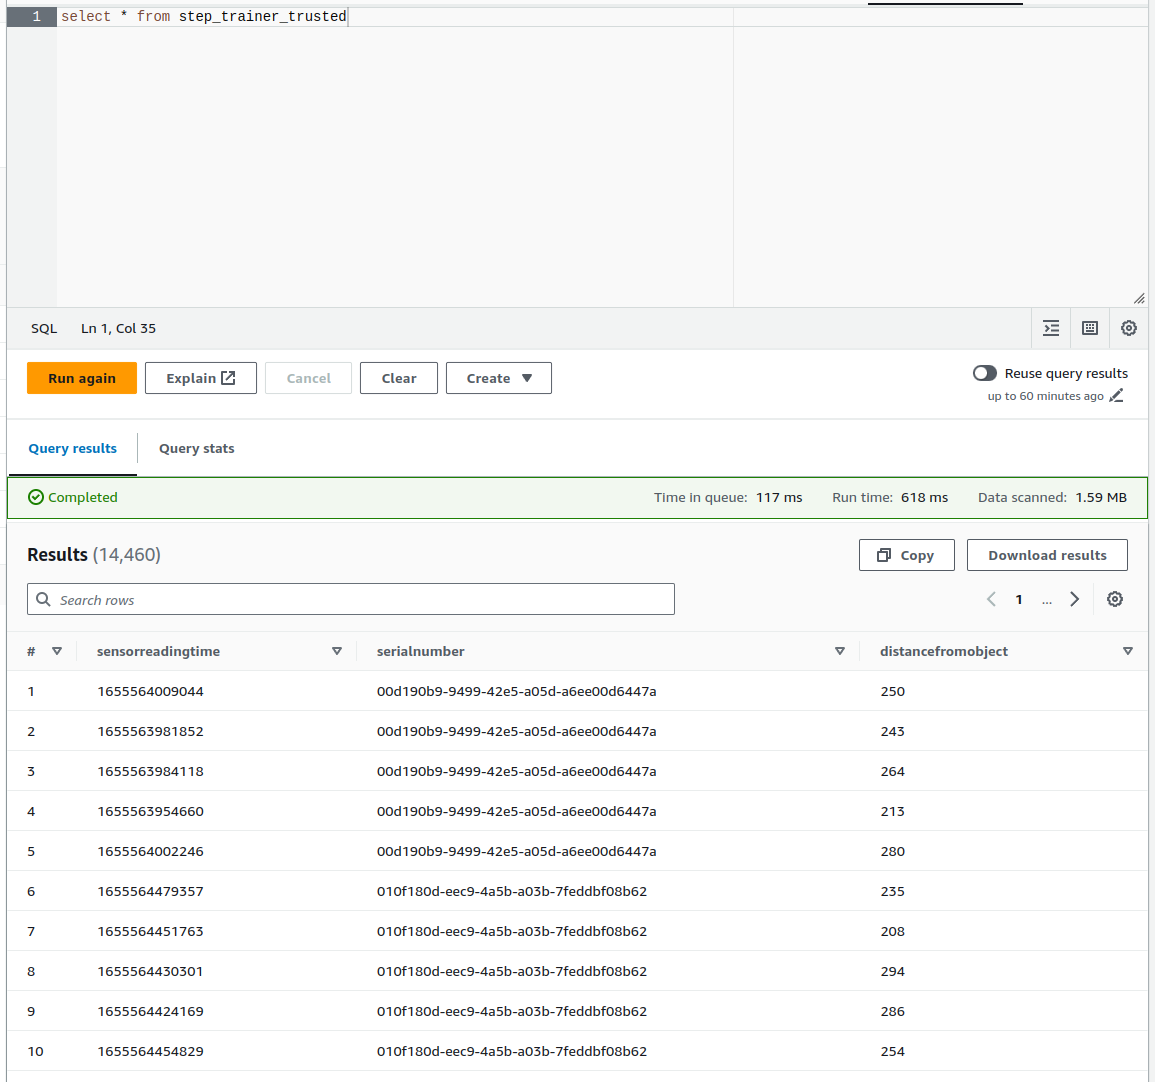 1 select * from step_trainer_trusted
SQL Ln 1, Col 35
Run again Explain Cancel Clear Create Reuse query results
up to 60 minutes ago
Query results Query stats
Completed Time in queue: 117 ms Run time: 618 ms Data scanned: 1.59 MB
Results (14,460) Copy Download results
Search rows 1 ...
# sensorreadingtime serialnumber distancefromobject
1 1655564009044 00d190b9-9499-42e5-a05d-a6ee00d6447a 250
2 1655563981852 00d190b9-9499-42e5-a05d-a6ee00d6447a 243
3 1655563984118 00d190b9-9499-42e5-a05d-a6ee00d6447a 264
4 1655563954660 00d190b9-9499-42e5-a05d-a6ee00d6447a 213
5 1655564002246 00d190b9-9499-42e5-a05d-a6ee00d6447a 280
6 1655564479357 010f180d-eec9-4a5b-a03b-7feddbf08b62 235
7 1655564451763 010f180d-eec9-4a5b-a03b-7feddbf08b62 208
8 1655564430301 010f180d-eec9-4a5b-a03b-7feddbf08b62 294
9 1655564424169 010f180d-eec9-4a5b-a03b-7feddbf08b62 286
10 1655564454829 010f180d-eec9-4a5b-a03b-7feddbf08b62 254